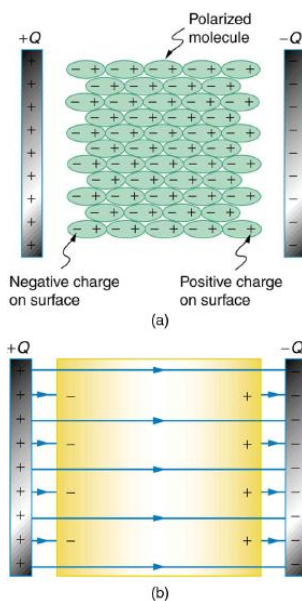 Polarized
molecule
+Q
−Q
Negative charge
on surface
Positive charge
on surface
(a)
+Q
−Q
(b)